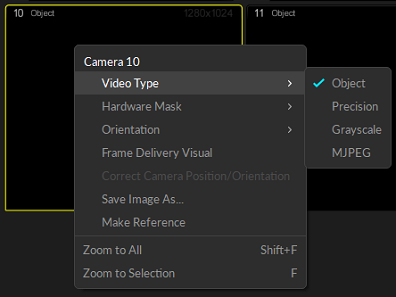 10 Object 1280x1024
11 Object
Camera 10
Video Type
Hardware Mask
Orientation
Frame Delivery Visual
Correct Camera Position/Orientation
Save Image As...
Make Reference
Zoom to All Shift+F
Zoom to Selection F
Object
Precision
Grayscale
MJPEG